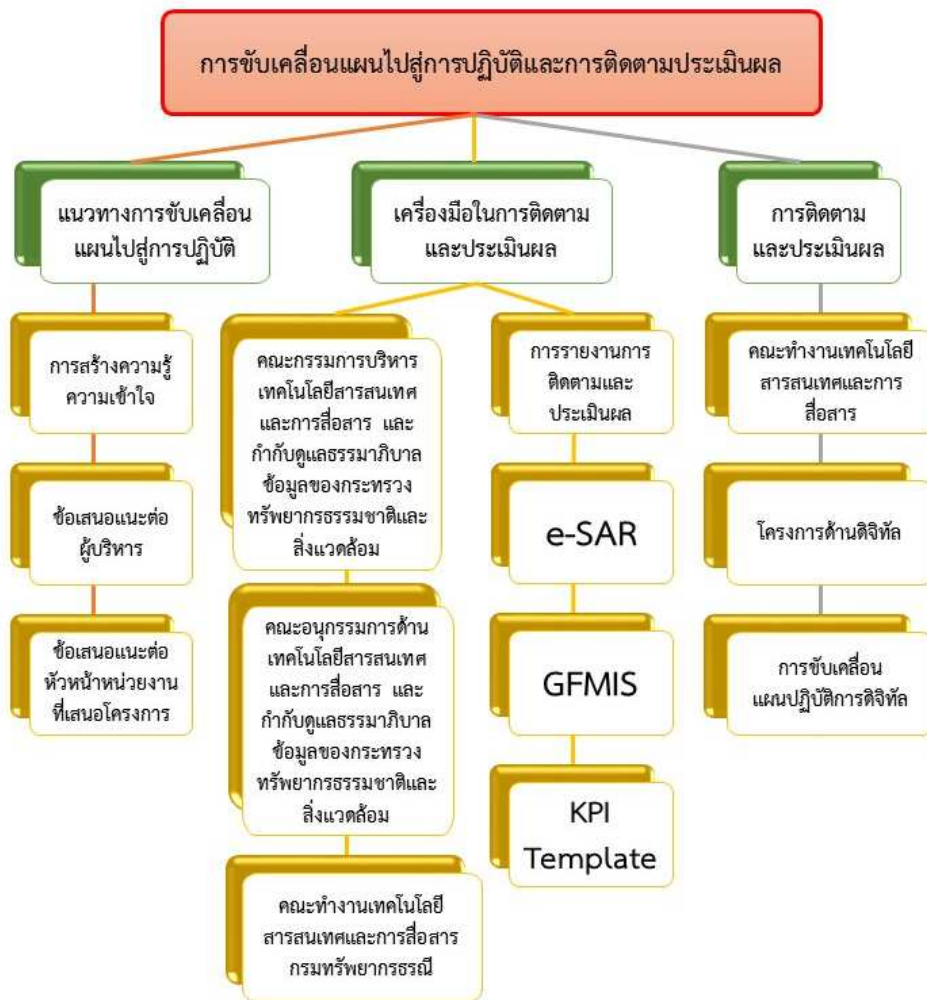 การขับเคลื่อนแผนไปสู่การปฏิบัติและการติดตามประเมินผล
แนวทางการขับเคลื่อน
แผนไปสู่การปฏิบัติ
การสร้างความรู้
ความเข้าใจ
ข้อเสนอแนะต่อ
ผู้บริหาร
ข้อเสนอแนะต่อ
หัวหน้าหน่วยงาน
ที่เสนอโครงการ
เครื่องมือในการติดตาม
และประเมินผล
คณะกรรมการบริหาร
เทคโนโลยีสารสนเทศ
และการสื่อสาร และ
กำกับดูแลธรรมาภิบาล
ข้อมูลของกระทรวง
ทรัพยากรธรรมชาติและ
สิ่งแวดล้อม
คณะอนุกรรมการด้าน
เทคโนโลยีสารสนเทศ
และการสื่อสาร และ
กำกับดูแลธรรมาภิบาล
ข้อมูลของกระทรวง
ทรัพยากรธรรมชาติและ
สิ่งแวดล้อม
คณะทำงานเทคโนโลยี
สารสนเทศและการสื่อสาร
กรมทรัพยากรธรณี
การรายงานการ
ติดตามและ
ประเมินผล
e-SAR
GFMIS
KPI
Template
การติดตาม
และประเมินผล
คณะทำงานเทคโนโลยี
สารสนเทศและการ
สื่อสาร
โครงการด้านดิจิทัล
การขับเคลื่อน
แผนปฏิบัติการดิจิทัล